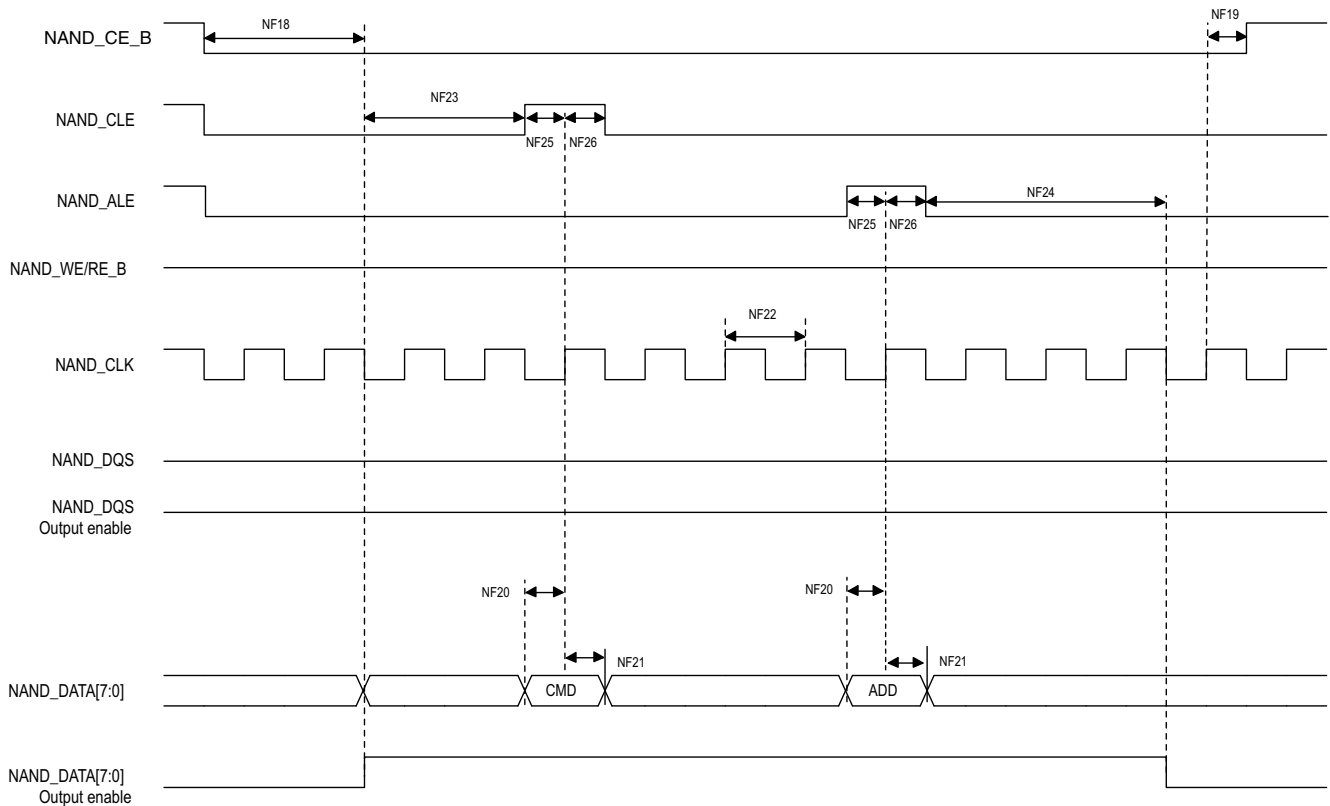 NF18
NF19
NAND_CE_B
NF23
NAND_CLE
NF25 NF26
NAND_ALE
NF24
NF25 NF26
NAND_WE/RE_B
NF22
NAND_CLK
NAND_DQS
NAND_DQS
Output enable
NF20
NF20
NF21
NF21
NAND_DATA[7:0]
CMD
ADD
NAND_DATA[7:0]
Output enable